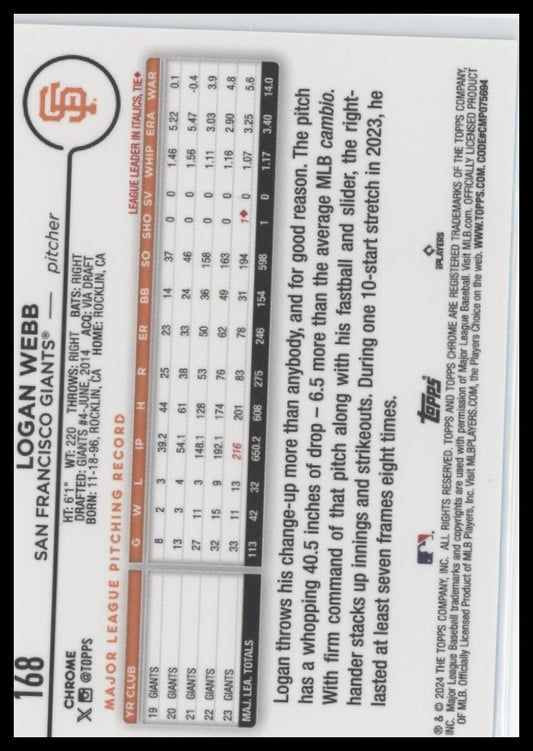 168
LOGAN WEBB
SAN FRANCISCO GIANTS® — pitcher
SF
HT: 6'1" WT: 220 THROWS: RIGHT BATS: RIGHT
DRAFTED: GIANTS #4-JUNE, 2014 ACQ: VIA DRAFT
BORN: 11-18-96, ROCKLIN, CA HOME: ROCKLIN, CA
CHROME
X @TOPPS
MAJOR LEAGUE PITCHING RECORD
LEAGUE LEADER IN ITALICS, TIE♦
YR CLUB G W L IP H R ER BB SO SHO SV WHIP ERA WAR
19 GIANTS 8 2 3 39.2 44 25 23 14 37 0 0 1.46 5.22 0.1
20 GIANTS 13 3 4 54.1 61 38 33 24 46 0 0 1.56 5.47 -0.4
21 GIANTS 27 11 3 148.1 128 53 50 36 158 0 0 1.11 3.03 3.9
22 GIANTS 32 15 9 192.1 174 76 62 49 163 0 0 1.16 2.90 4.8
23 GIANTS 33 11 13 216 201 83 78 31 194 1♦ 0 1.07 3.25 5.6
MAJ. LEA. TOTALS 113 42 32 650.2 608 275 246 154 598 1 0 1.17 3.40 14.0
Logan throws his change-up more than anybody, and for good reason. The pitch
has a whopping 40.5 inches of drop – 6.5 more than the average MLB cambio.
With firm command of that pitch along with his fastball and slider, the right-
hander stacks up innings and strikeouts. During one 10-start stretch in 2023, he
lasted at least seven frames eight times.
topps
PLAYERS
® & © 2024 THE TOPPS COMPANY, INC. ALL RIGHTS RESERVED. TOPPS AND TOPPS CHROME ARE REGISTERED TRADEMARKS OF THE TOPPS COMPANY,
INC. Major League Baseball trademarks and copyrights are used with permission of Major League Baseball. Visit MLB.com. OFFICIALLY LICENSED PRODUCT
OF MLB. Officially Licensed Product of MLB Players, Inc. Visit MLBPLAYERS.COM, the Players Choice on the web. WWW.TOPPS.COM. CODE#CMP075694